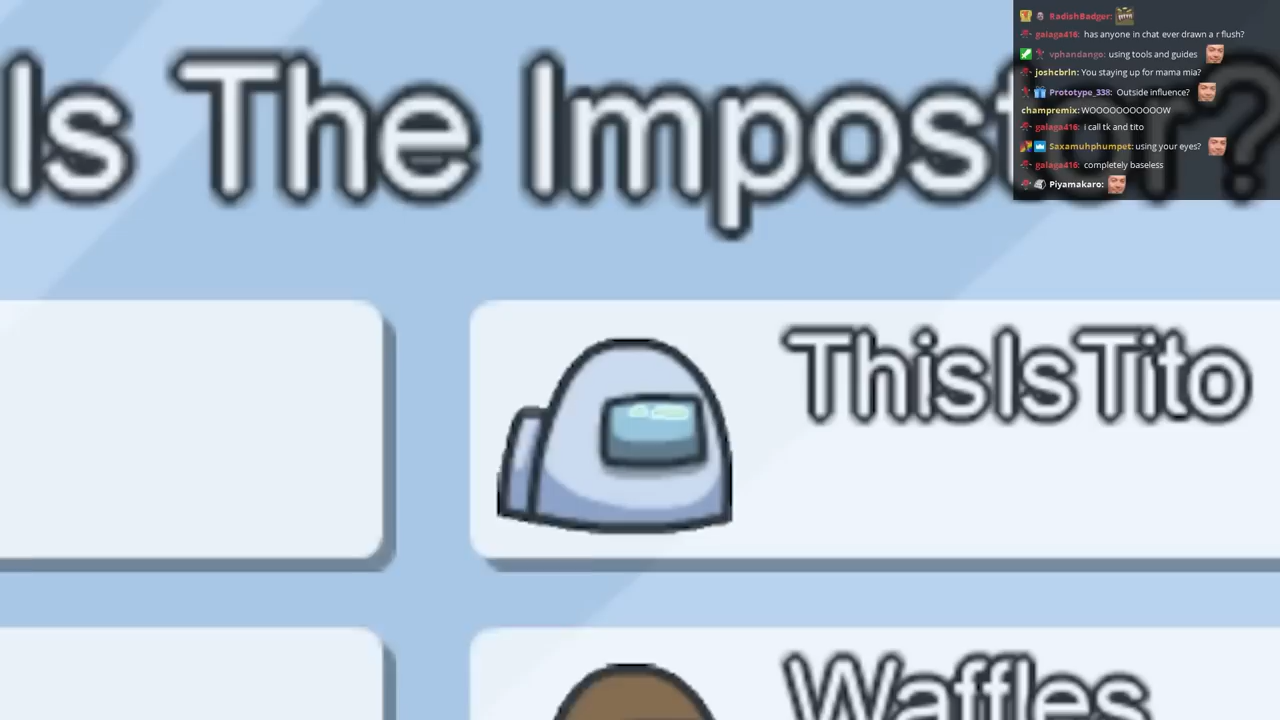 Is The Impostor?
RadishBadger:
galaga416: has anyone in chat ever drawn a r flush?
vphandango: using tools and guides
joshcbrln: You staying up for mama mia?
Prototype_338: Outside influence?
champremix: WOOOOOOOOOOW
galaga416: i call tk and tito
Saxamuhphumpet: using your eyes?
galaga416: completely baseless
Piyamakaro:
ThisIsTito
Waffles